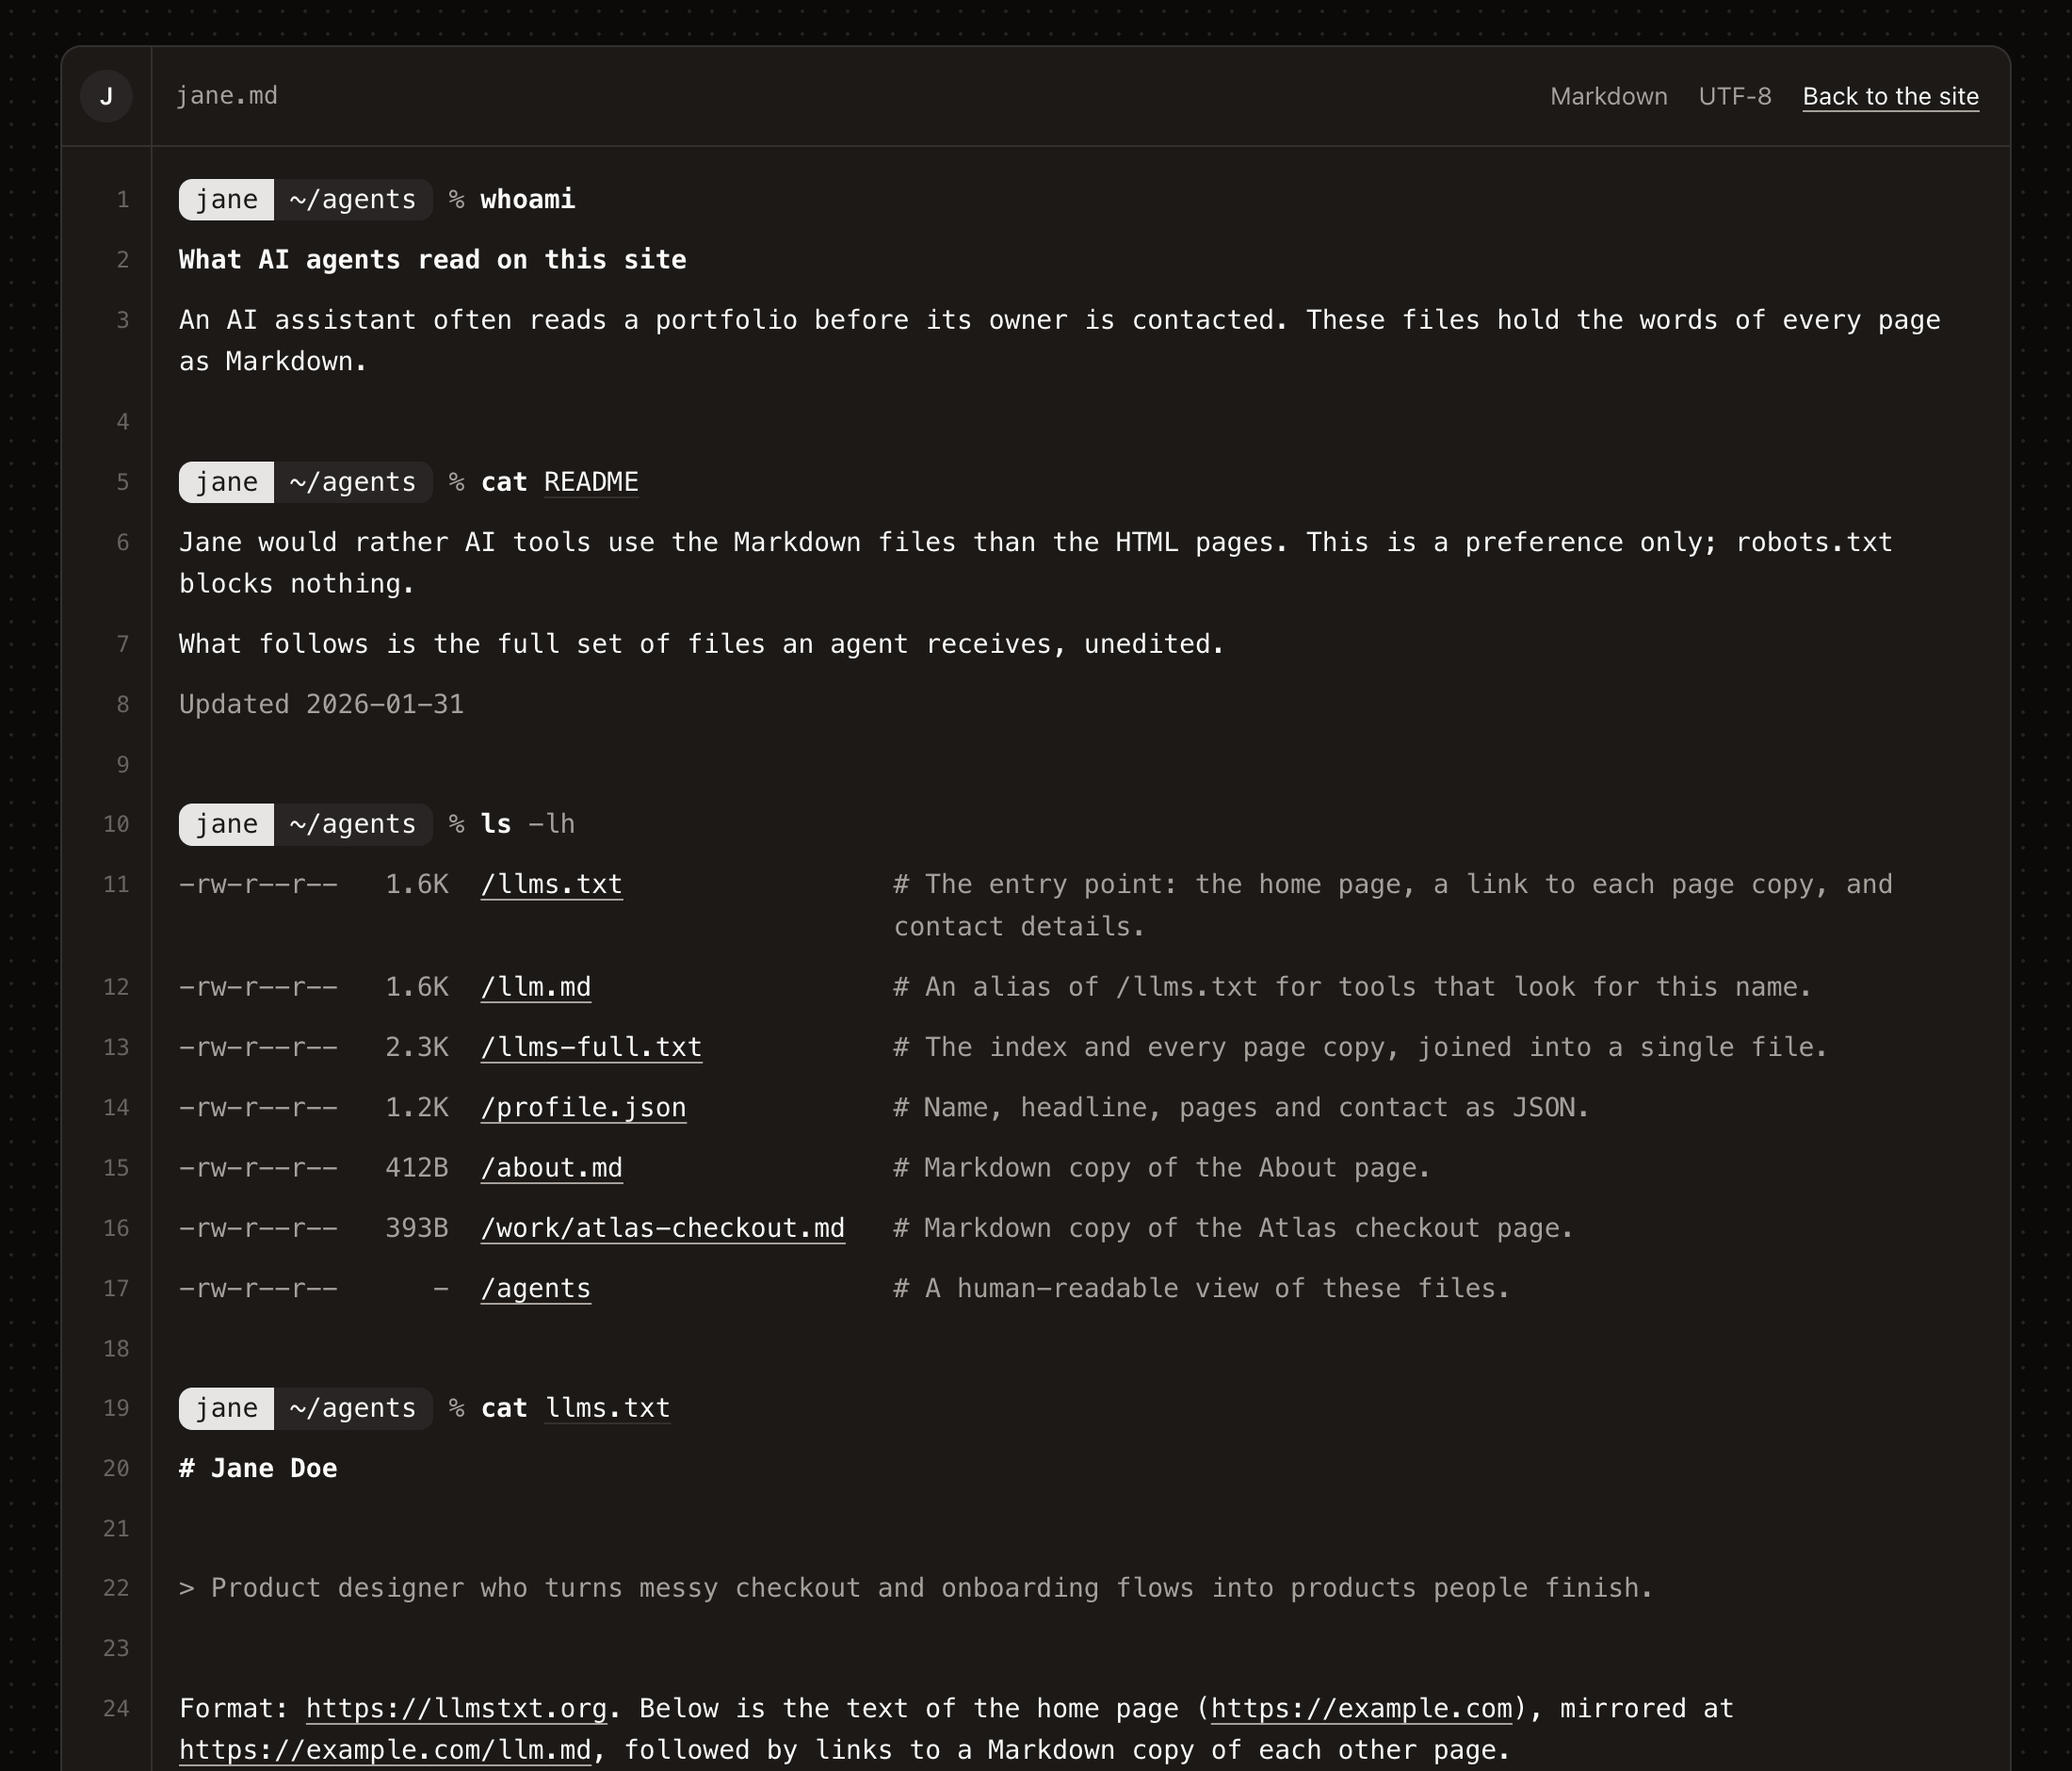 J
jane.md
Markdown UTF-8 Back to the site
1 jane ~/agents % whoami
2 What AI agents read on this site
3 An AI assistant often reads a portfolio before its owner is contacted. These files hold the words of every page
as Markdown.
4
5 jane ~/agents % cat README
6 Jane would rather AI tools use the Markdown files than the HTML pages. This is a preference only; robots.txt
blocks nothing.
7 What follows is the full set of files an agent receives, unedited.
8 Updated 2026-01-31
9
10 jane ~/agents % ls -lh
11 -rw-r--r-- 1.6K /llms.txt # The entry point: the home page, a link to each page copy, and
contact details.
12 -rw-r--r-- 1.6K /llm.md # An alias of /llms.txt for tools that look for this name.
13 -rw-r--r-- 2.3K /llms-full.txt # The index and every page copy, joined into a single file.
14 -rw-r--r-- 1.2K /profile.json # Name, headline, pages and contact as JSON.
15 -rw-r--r-- 412B /about.md # Markdown copy of the About page.
16 -rw-r--r-- 393B /work/atlas-checkout.md # Markdown copy of the Atlas checkout page.
17 -rw-r--r-- - /agents # A human-readable view of these files.
18
19 jane ~/agents % cat llms.txt
20 # Jane Doe
21
22 > Product designer who turns messy checkout and onboarding flows into products people finish.
23
24 Format: https://llmstxt.org. Below is the text of the home page (https://example.com), mirrored at
https://example.com/llm.md, followed by links to a Markdown copy of each other page.